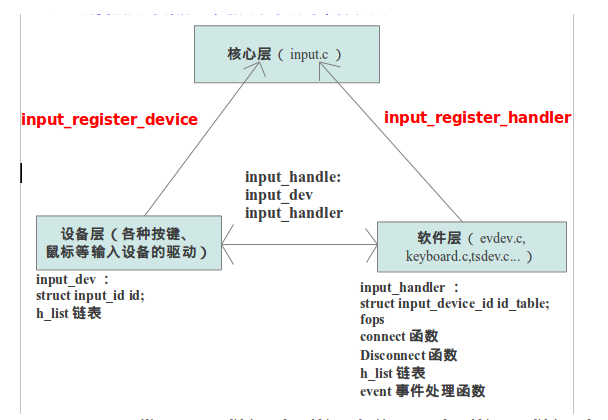 核心层（ input.c ）
input_register_device
input_register_handler
input_handle:
input_dev
input_handler
设备层（各种按键、
鼠标等输入设备的驱动）
软件层（ evdev.c,
keyboard.c,tsdev.c... ）
input_dev ：
struct input_id id;
h_list 链表
input_handler ：
struct input_device_id id_table;
fops
connect 函数
Disconnect 函数
h_list 链表
event 事件处理函数